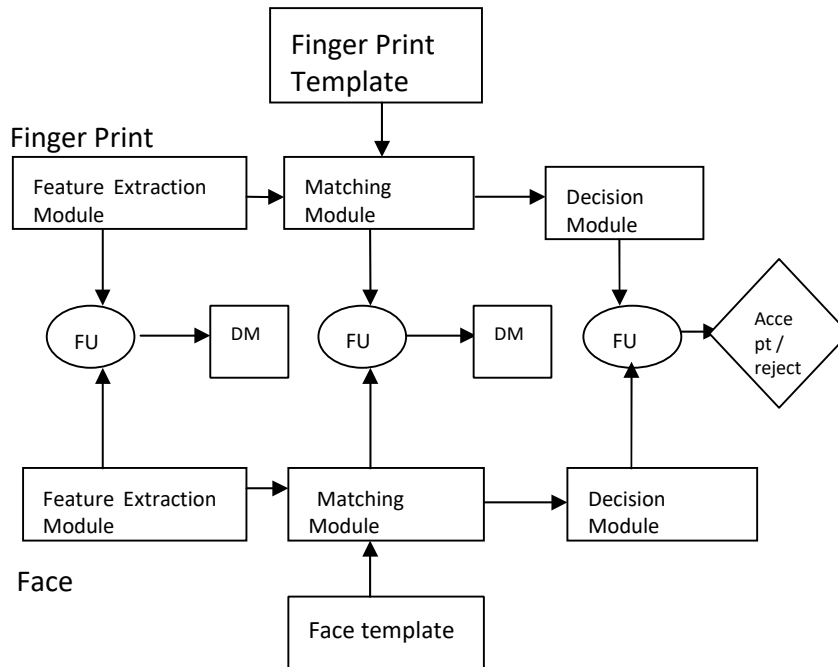 Finger Print
Template
Finger Print
Feature Extraction
Module
Matching
Module
Decision
Module
FU
DM
FU
DM
FU
Acce
pt /
reject
Feature Extraction
Module
Matching
Module
Decision
Module
Face
Face template